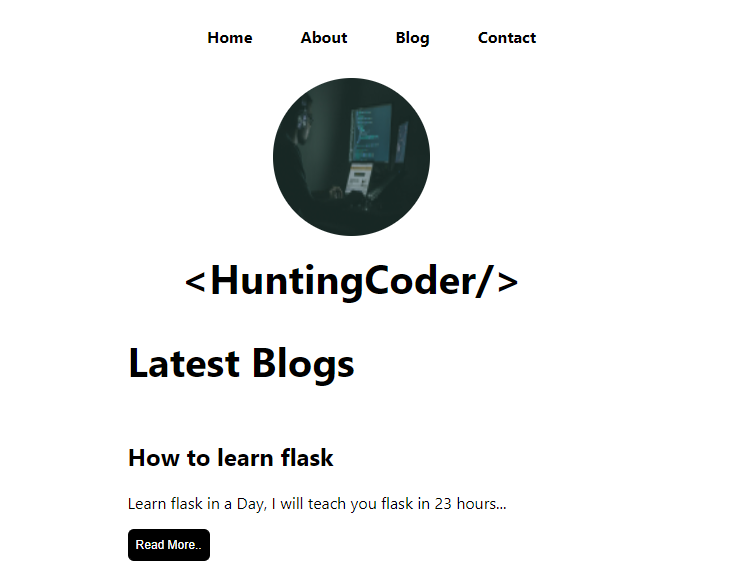 Home About Blog Contact
<HuntingCoder/>
Latest Blogs
How to learn flask
Learn flask in a Day, I will teach you flask in 23 hours...
Read More..